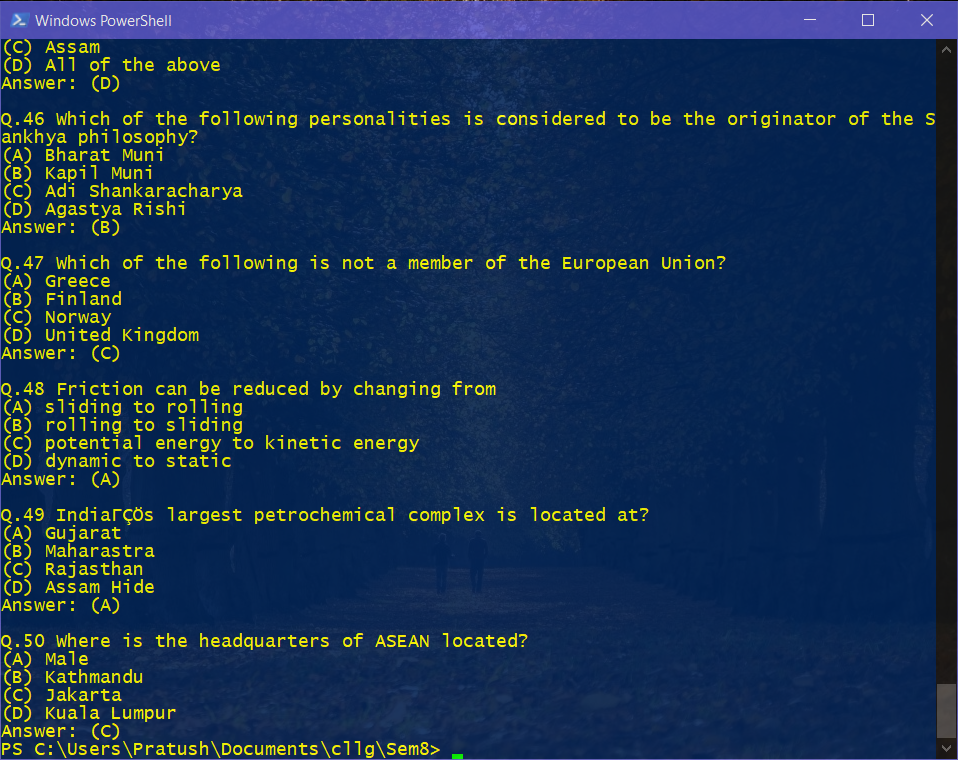 Windows PowerShell
(C) Assam
(D) All of the above
Answer: (D)
Q.46 Which of the following personalities is considered to be the originator of the S
ankhya philosophy?
(A) Bharat Muni
(B) Kapil Muni
(C) Adi Shankaracharya
(D) Agastya Rishi
Answer: (B)
Q.47 Which of the following is not a member of the European Union?
(A) Greece
(B) Finland
(C) Norway
(D) United Kingdom
Answer: (C)
Q.48 Friction can be reduced by changing from
(A) sliding to rolling
(B) rolling to sliding
(C) potential energy to kinetic energy
(D) dynamic to static
Answer: (A)
Q.49 IndiaΓÇÖs largest petrochemical complex is located at?
(A) Gujarat
(B) Maharastra
(C) Rajasthan
(D) Assam Hide
Answer: (A)
Q.50 Where is the headquarters of ASEAN located?
(A) Male
(B) Kathmandu
(C) Jakarta
(D) Kuala Lumpur
Answer: (C)
PS C:\Users\Pratush\Documents\cllg\Sem8>